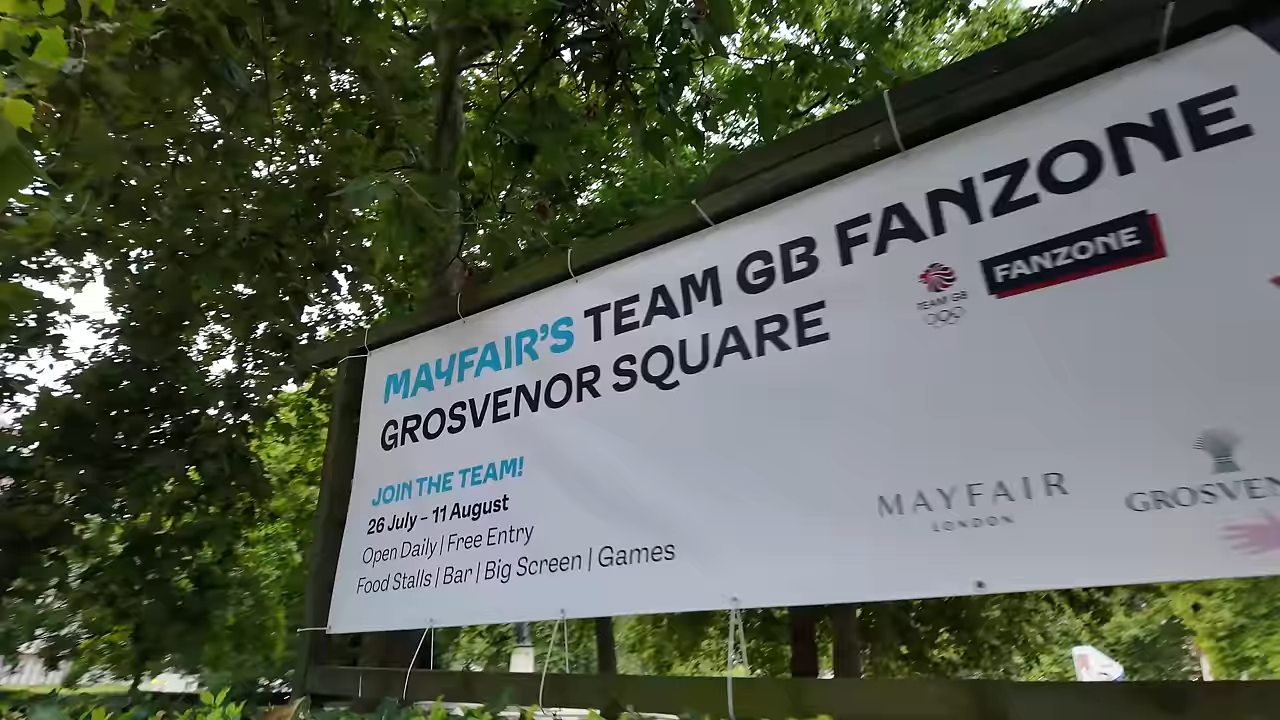 MAYFAIR'S TEAM GB FANZONE
GROSVENOR SQUARE
TEAM GB
FANZONE
JOIN THE TEAM!
26 July - 11 August
Open Daily | Free Entry
Food Stalls | Bar | Big Screen | Games
MAYFAIR
LONDON
GROSVEN